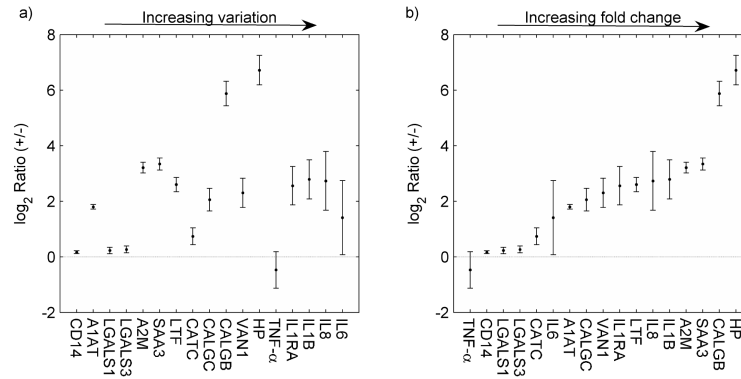 a)
Increasing variation
8
6
4
2
0
-2
log2 Ratio (+/-)
CD14
A1AT
LGALS1
LGALS3
A2M
SAA3
LTF
CATC
CALGC
CALGB
VAN1
HP
TNF-α
IL1RA
IL1B
IL8
IL6
b)
Increasing fold change
8
6
4
2
0
-2
log2 Ratio (+/-)
TNF-α
CD14
LGALS1
LGALS3
CATC
IL6
A1AT
CALGC
VAN1
IL1RA
LTF
IL8
IL1B
A2M
SAA3
CALGB
HP